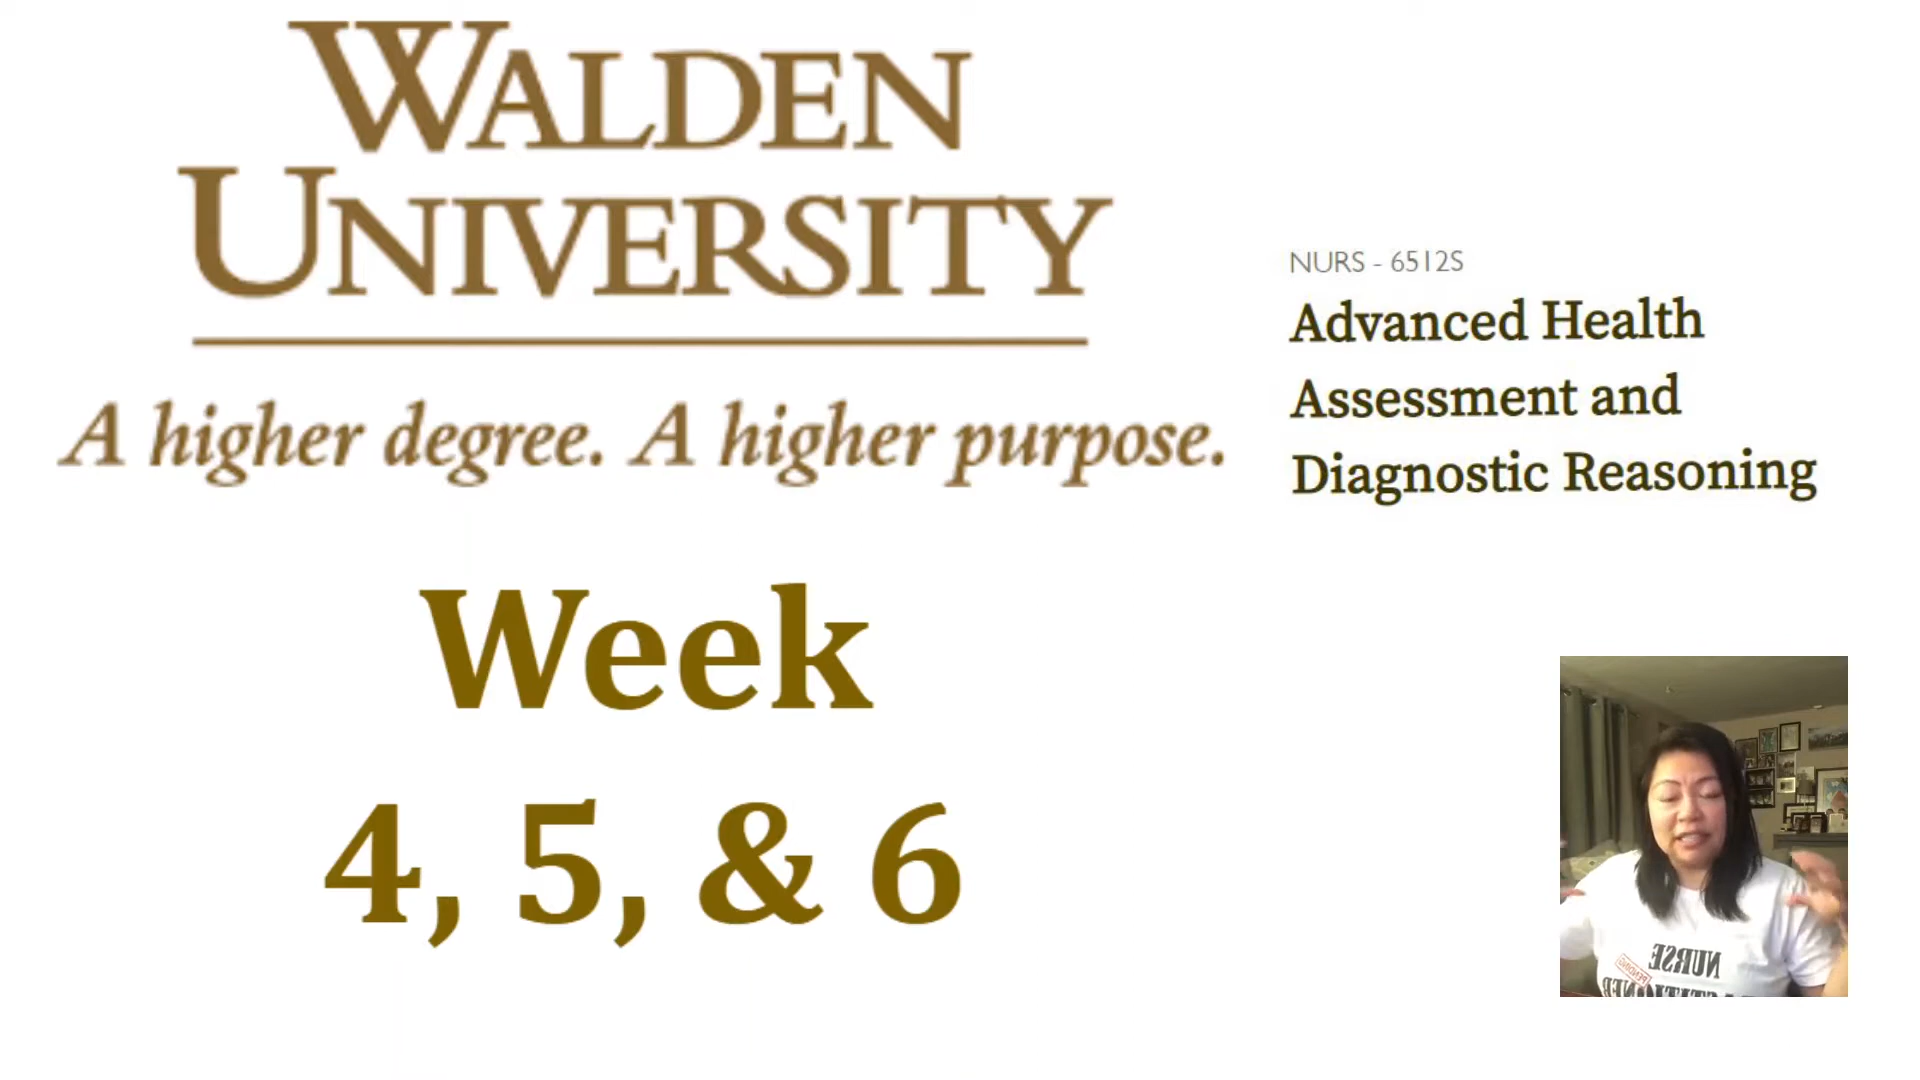 WALDEN
UNIVERSITY
A higher degree. A higher purpose.
NURS - 6512S
Advanced Health
Assessment and
Diagnostic Reasoning
Week
4, 5, & 6
NURSE
PENDING